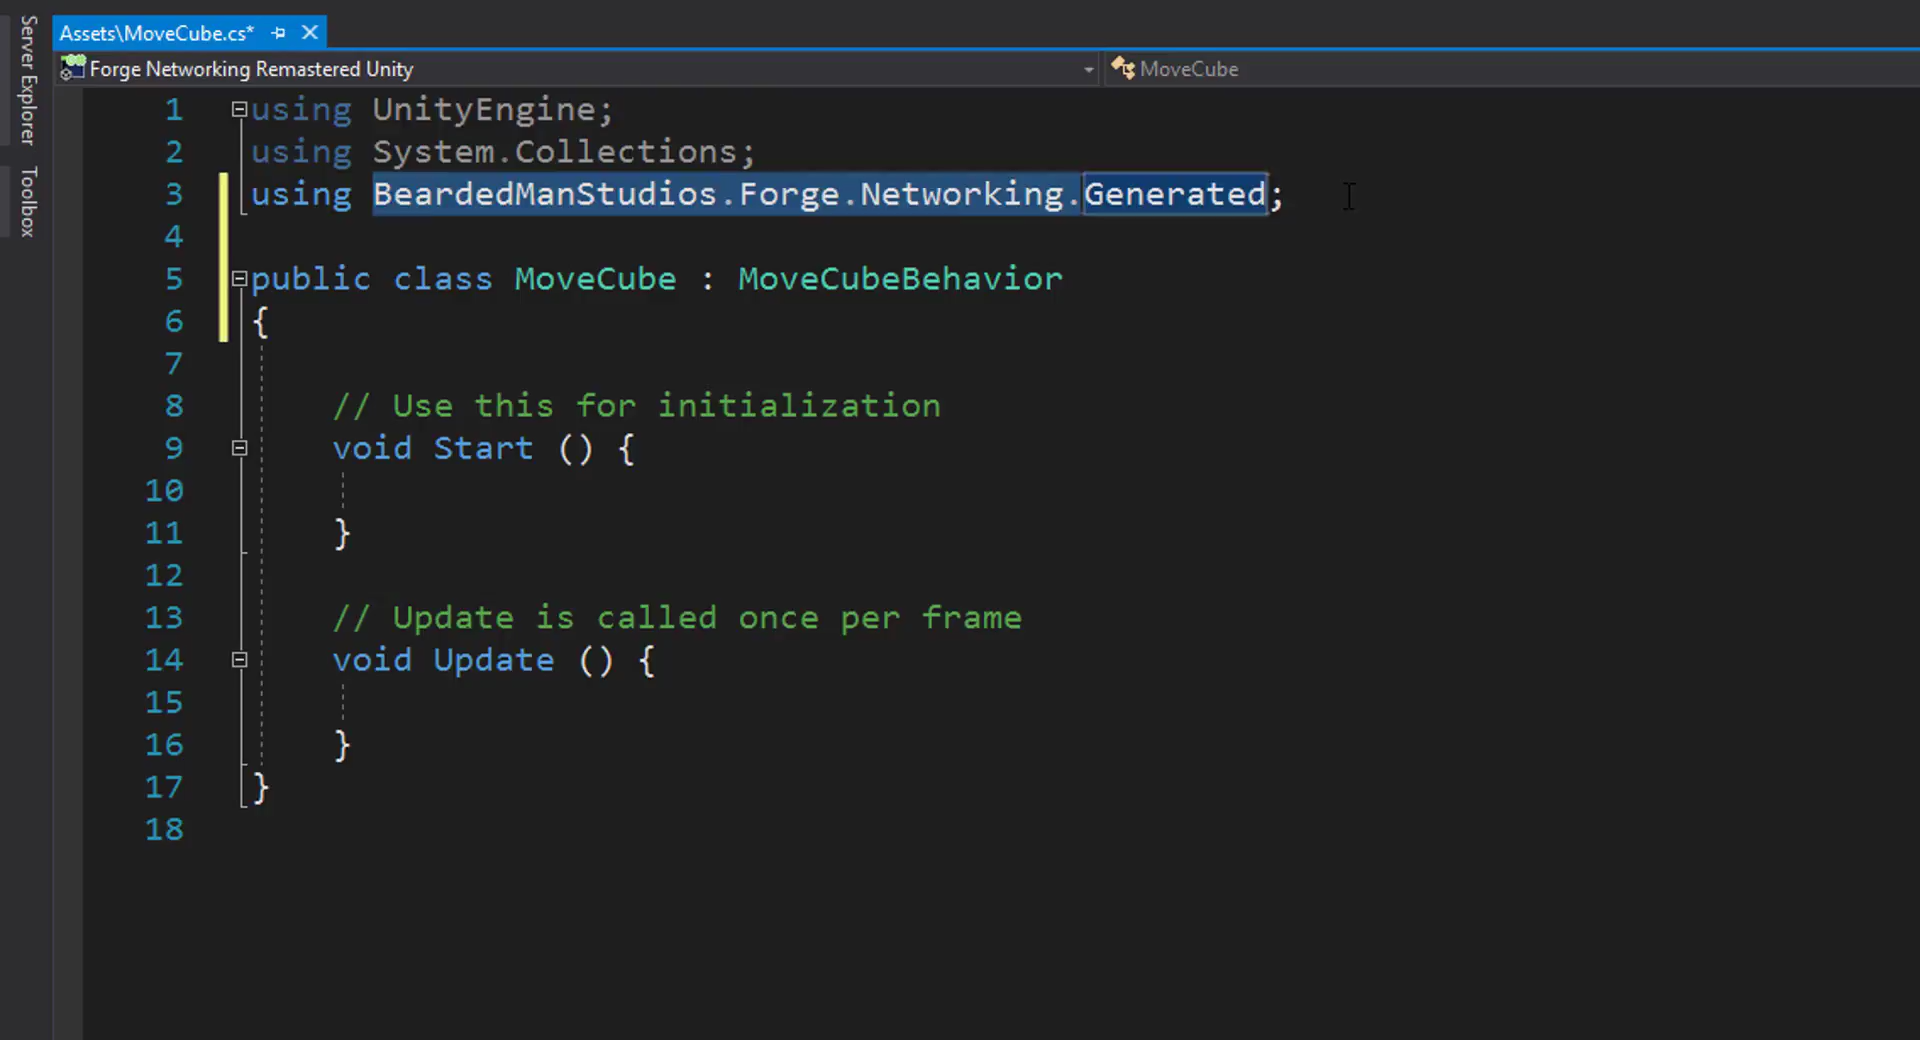 Server Explorer
Toolbox
Assets\MoveCube.cs*
Forge Networking Remastered Unity
MoveCube
1 using UnityEngine;
2 using System.Collections;
3 using BeardedManStudios.Forge.Networking.Generated;
4
5 public class MoveCube : MoveCubeBehavior
6 {
7
8 // Use this for initialization
9 void Start () {
10
11 }
12
13 // Update is called once per frame
14 void Update () {
15
16 }
17 }
18